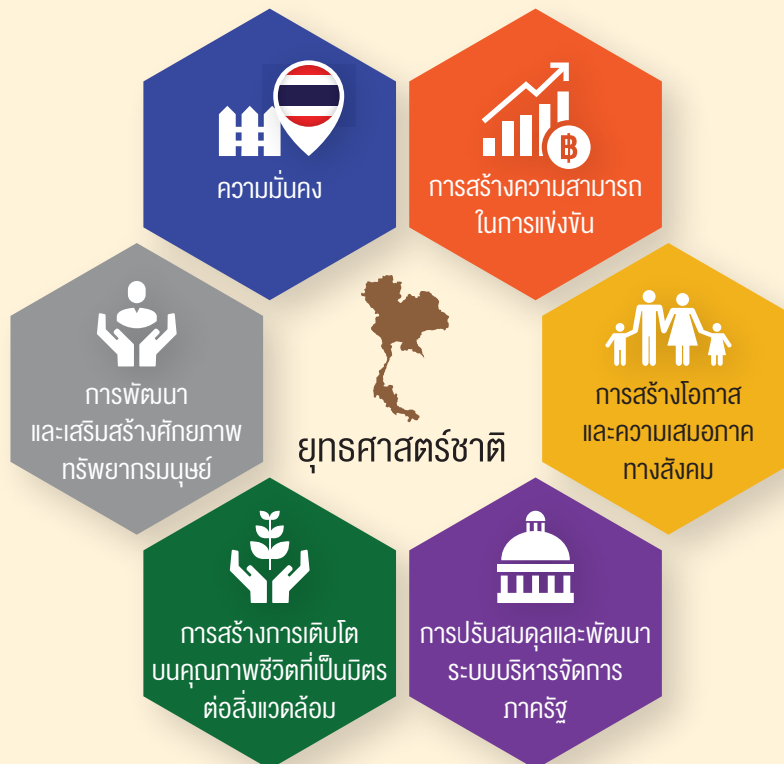 ความมั่นคง
การสร้างความสามารถ
ในการแข่งขัน
การพัฒนา
และเสริมสร้างศักยภาพ
ทรัพยากรมนุษย์
ยุทธศาสตร์ชาติ
การสร้างโอกาส
และความเสมอภาค
ทางสังคม
การสร้างการเติบโต
บนคุณภาพชีวิตที่เป็นมิตร
ต่อสิ่งแวดล้อม
การปรับสมดุลและพัฒนา
ระบบบริหารจัดการ
ภาครัฐ